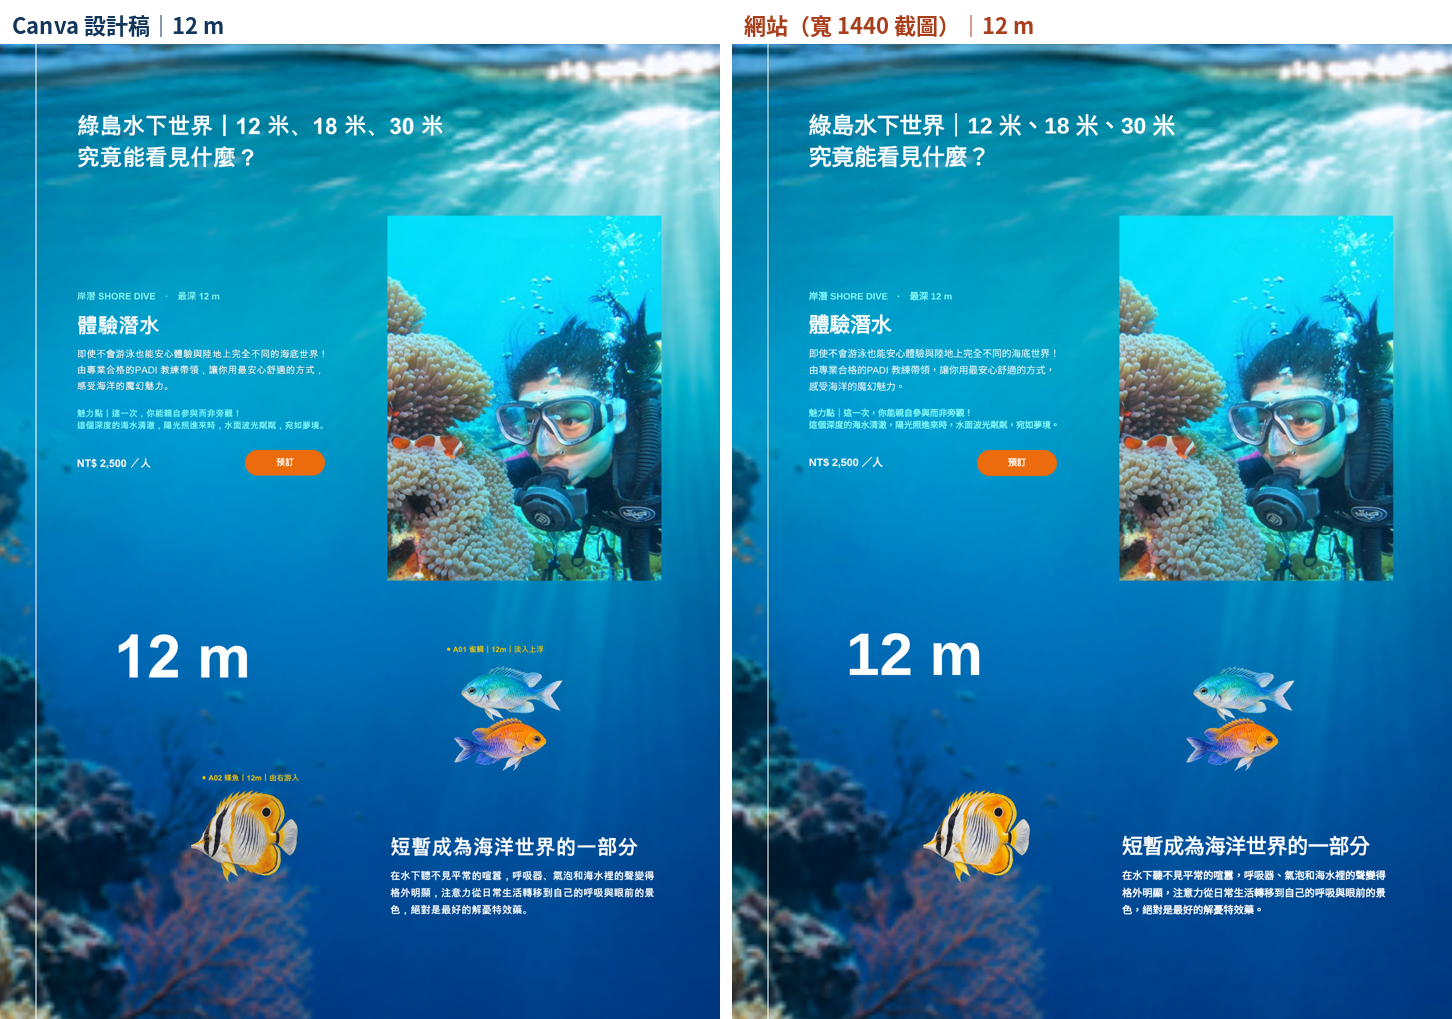 Canva 設計稿｜12 m
綠島水下世界｜12 米、18 米、30 米
究竟能看見什麼？
岸潛 SHORE DIVE · 最深 12 m
體驗潛水
即使不會游泳也能安心體驗與陸地上完全不同的海底世界！
由專業合格的PADI 教練帶領，讓你用最安心舒適的方式，
感受海洋的魔幻魅力。
魅力點｜這一次，你能親自參與而非旁觀！
這個深度的海水清澈，陽光照進來時，水面波光粼粼，宛如夢境。
NT$ 2,500 ／人
預訂
12 m
● A01 雀鯛｜12m｜淡入上浮
● A02 蝶魚｜12m｜由右游入
短暫成為海洋世界的一部分
在水下聽不見平常的喧囂，呼吸器、氣泡和海水裡的聲變得
格外明顯，注意力從日常生活轉移到自己的呼吸與眼前的景
色，絕對是最好的解憂特效藥。
網站（寬 1440 截圖）｜12 m
綠島水下世界｜12 米、18 米、30 米
究竟能看見什麼？
岸潛 SHORE DIVE · 最深 12 m
體驗潛水
即使不會游泳也能安心體驗與陸地上完全不同的海底世界！
由專業合格的PADI 教練帶領，讓你用最安心舒適的方式，
感受海洋的魔幻魅力。
魅力點｜這一次，你能親自參與而非旁觀！
這個深度的海水清澈，陽光照進來時，水面波光粼粼，宛如夢境。
NT$ 2,500 ／人
預訂
12 m
短暫成為海洋世界的一部分
在水下聽不見平常的喧囂，呼吸器、氣泡和海水裡的聲變得
格外明顯，注意力從日常生活轉移到自己的呼吸與眼前的景
色，絕對是最好的解憂特效藥。